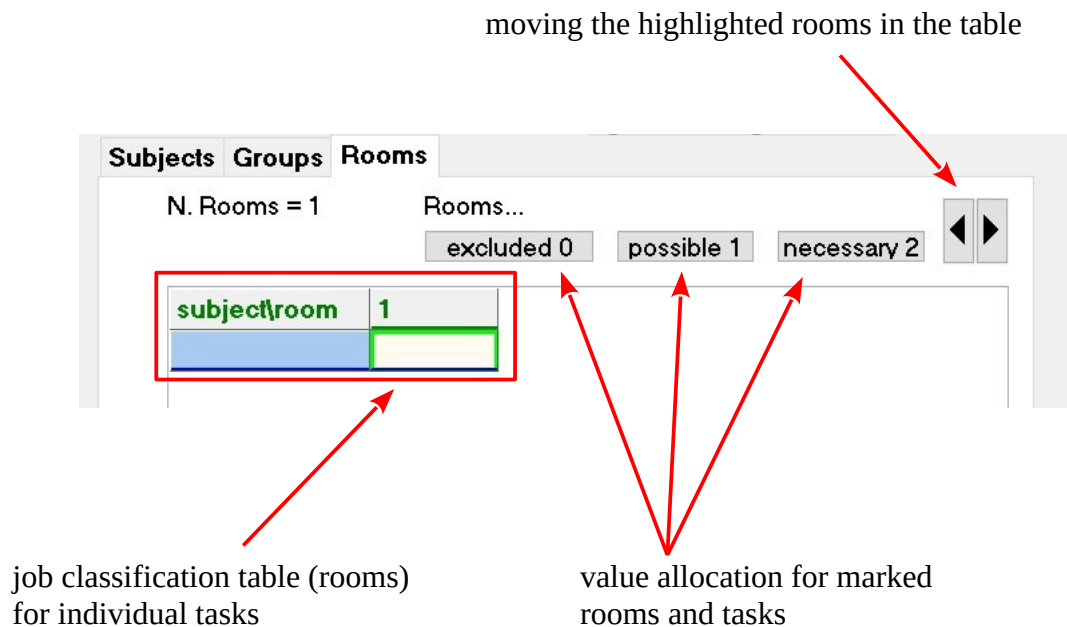 moving the highlighted rooms in the table
Subjects Groups Rooms
N. Rooms = 1 Rooms...
excluded 0 possible 1 necessary 2
subject\room 1
job classification table (rooms)
for individual tasks
value allocation for marked
rooms and tasks